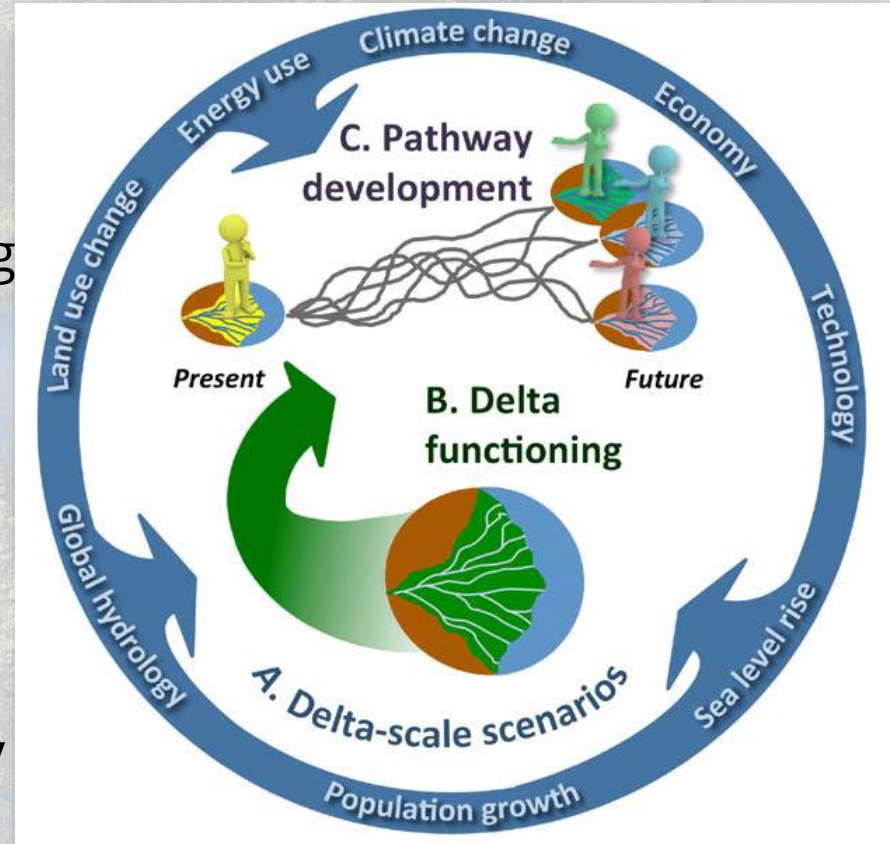 Climate change
Energy use
Economy
C. Pathway
development
Land use change
g
Technology
Present
Future
B. Delta
functioning
Global hydrology
Sea level rise
A. Delta-scale scenarios
y
Population growth